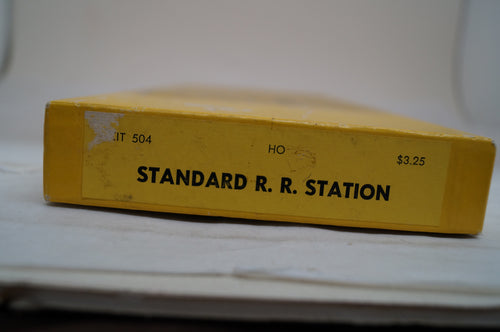 IT 504
HO
$3.25
STANDARD R. R. STATION